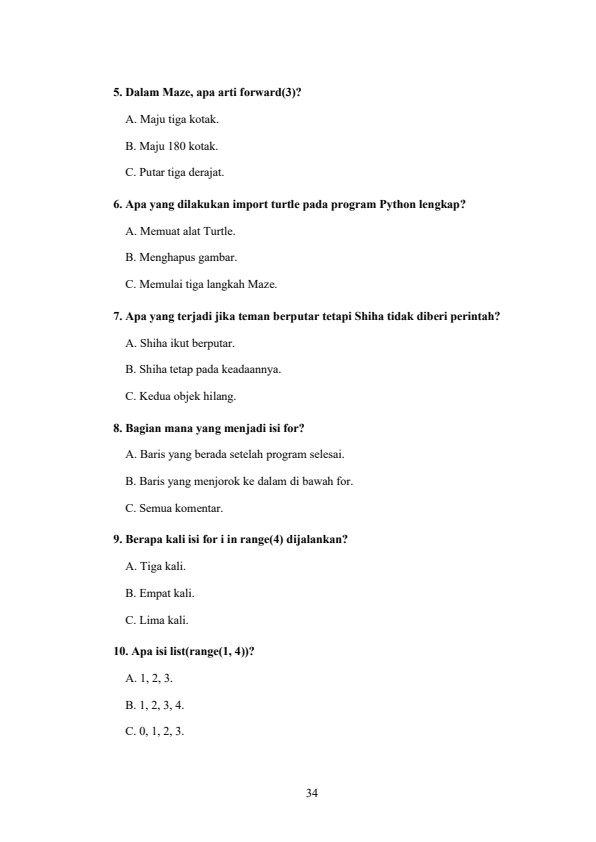 5. Dalam Maze, apa arti forward(3)?
A. Maju tiga kotak.
B. Maju 180 kotak.
C. Putar tiga derajat.
6. Apa yang dilakukan import turtle pada program Python lengkap?
A. Memuat alat Turtle.
B. Menghapus gambar.
C. Memulai tiga langkah Maze.
7. Apa yang terjadi jika teman berputar tetapi Shiha tidak diberi perintah?
A. Shiha ikut berputar.
B. Shiha tetap pada keadaannya.
C. Kedua objek hilang.
8. Bagian mana yang menjadi isi for?
A. Baris yang berada setelah program selesai.
B. Baris yang menjorok ke dalam di bawah for.
C. Semua komentar.
9. Berapa kali isi for i in range(4) dijalankan?
A. Tiga kali.
B. Empat kali.
C. Lima kali.
10. Apa isi list(range(1, 4))?
A. 1, 2, 3.
B. 1, 2, 3, 4.
C. 0, 1, 2, 3.
34